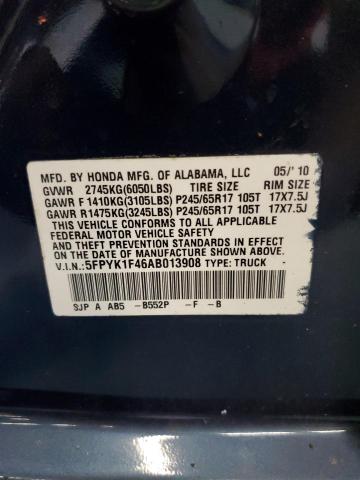 MFD. BY HONDA MFG. OF ALABAMA, LLC 05/'10
GVWR 2745KG(6050LBS) TIRE SIZE RIM SIZE
GAWR F 1410KG(3105LBS) P245/65R17 105T 17X7.5J
GAWR R1475KG(3245LBS) P245/65R17 105T 17X7.5J
THIS VEHICLE CONFORMS TO ALL APPLICABLE
FEDERAL MOTOR VEHICLE SAFETY
AND THEFT PREVENTION STANDARDS IN EFFECT ON THE
DATE OF MANUFACTURE SHOWN ABOVE.
V.I.N.: 5FPYK1F46AB013908 TYPE: TRUCK
SJP A AB5 -B552P -F -B